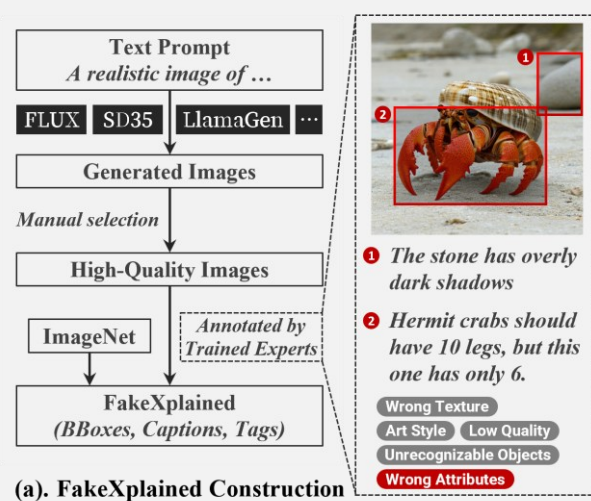 Text Prompt
A realistic image of …
FLUX
SD35
LlamaGen
...
Generated Images
Manual selection
High-Quality Images
ImageNet
Annotated by
Trained Experts
FakeXplained
(BBoxes, Captions, Tags)
(a). FakeXplained Construction
1
2
1 The stone has overly
dark shadows
2 Hermit crabs should
have 10 legs, but this
one has only 6.
Wrong Texture
Art Style
Low Quality
Unrecognizable Objects
Wrong Attributes